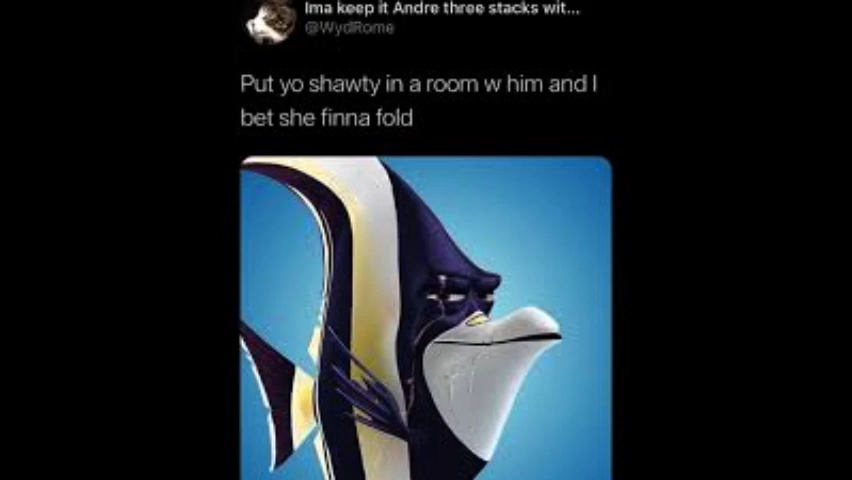 Ima keep it Andre three stacks wit...
@WydRome
Put yo shawty in a room w him and I
bet she finna fold